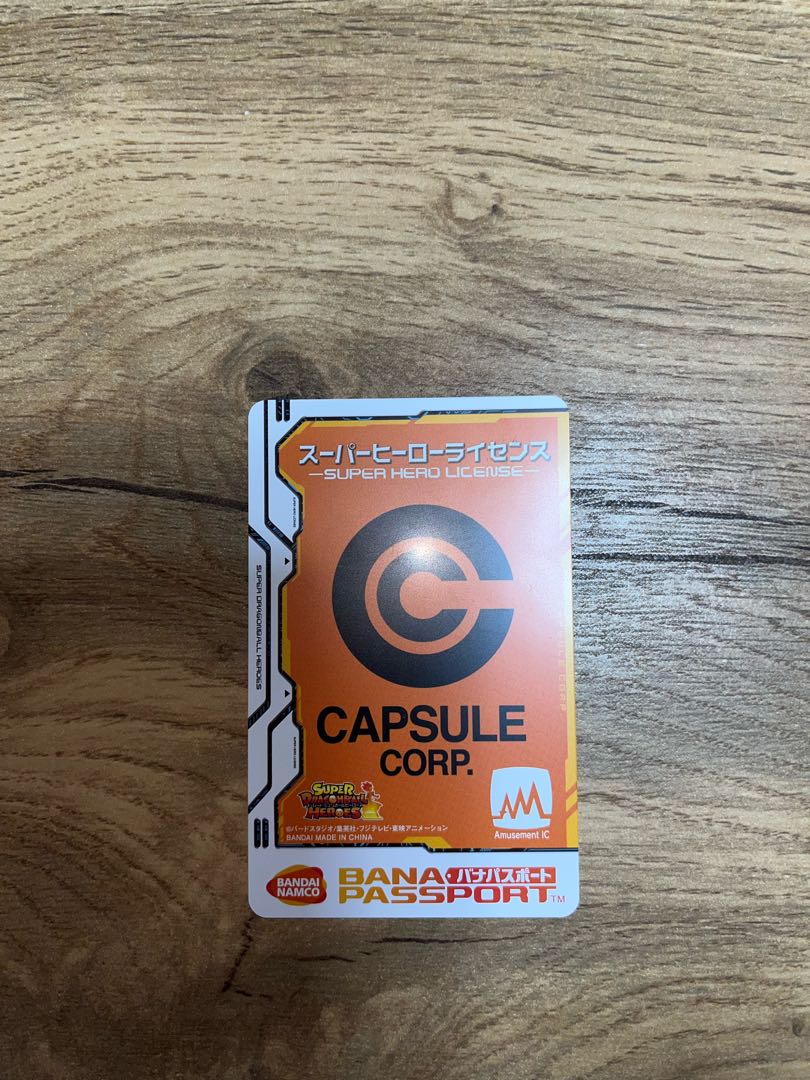 スーパーヒーローライセンス
SUPER HERO LICENSE
SUPER DRAGONBALL HEROES
CAPSULE
CORP.
SUPER
DRAGONBALL
HEROES
Amusement IC
©バードスタジオ/集英社・フジテレビ・東映アニメーション
BANDAI MADE IN CHINA
BANDAI
NAMCO
BANA・バナパスポート
PASSPORT™